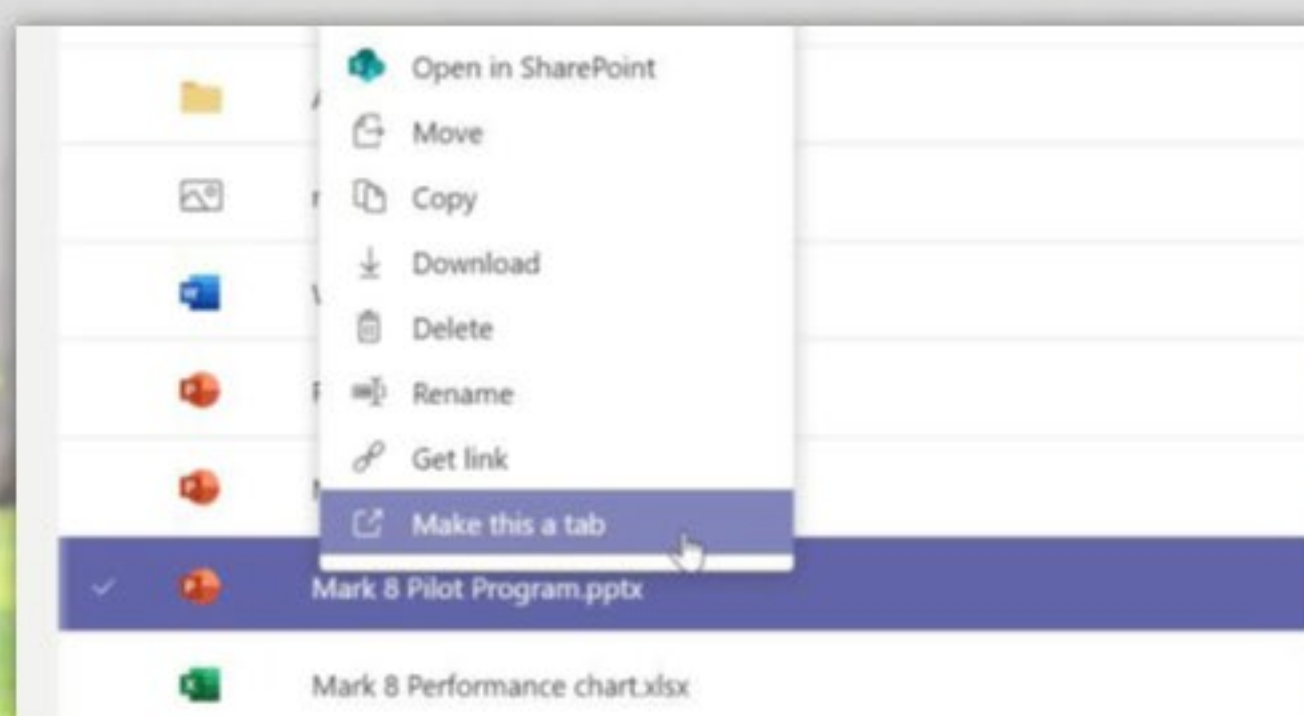 Open in SharePoint
Move
Copy
Download
Delete
Rename
Get link
Make this a tab
Mark 8 Pilot Program.pptx
Mark 8 Performance chart.xlsx